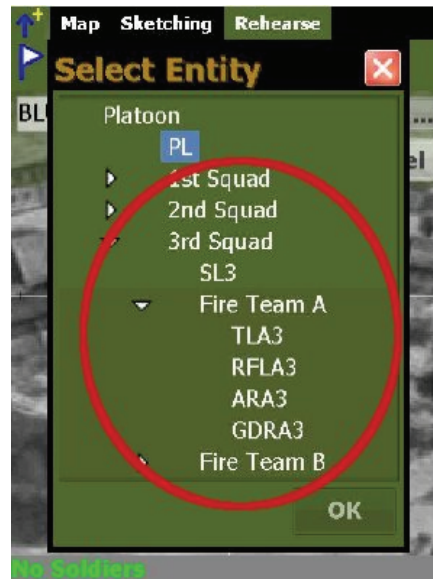 Map Sketching Rehearse
Select Entity
BL
Platoon
PL
1st Squad
2nd Squad
3rd Squad
SL3
Fire Team A
TLA3
RFLA3
ARA3
GDRA3
Fire Team B
OK
No Soldiers